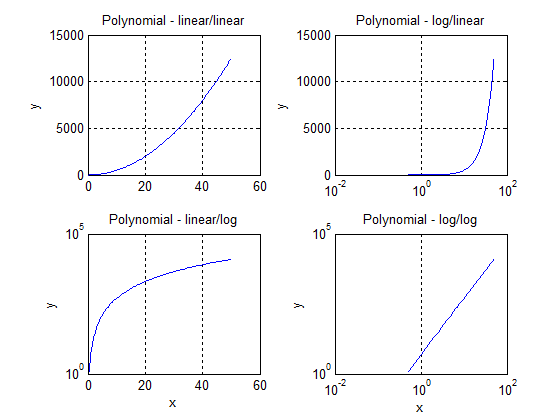 Polynomial - linear/linear
15000
10000
5000
0
y
0 20 40 60
Polynomial - log/linear
15000
10000
5000
0
y
10^-2 10^0 10^2
Polynomial - linear/log
10^5
10^0
y
0 20 40 60
x
Polynomial - log/log
10^5
10^0
y
10^-2 10^0 10^2
x